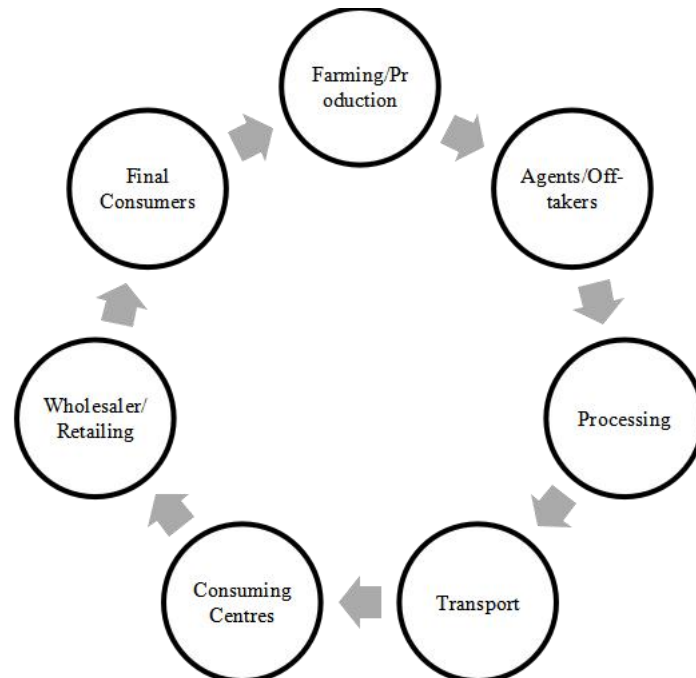 Farming/Pr
oduction
Agents/Off-
takers
Processing
Transport
Consuming
Centres
Wholesaler/
Retailing
Final
Consumers